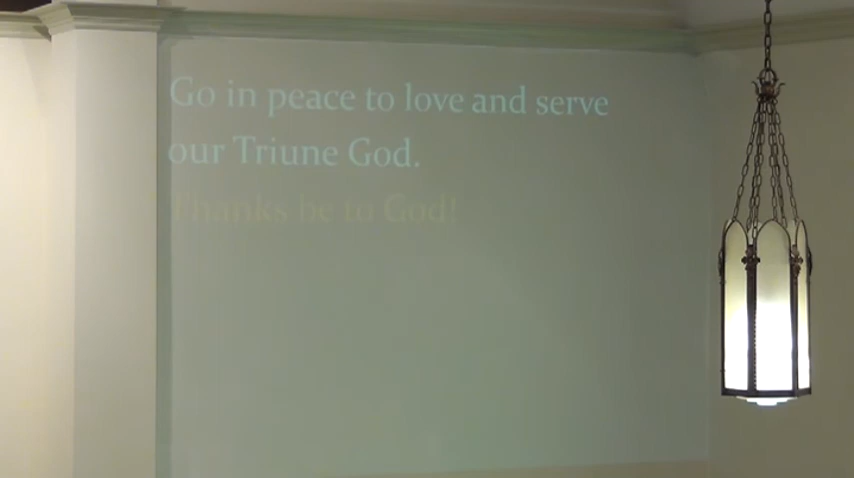 Go in peace to love and serve
our Triune God.
Thanks be to God!